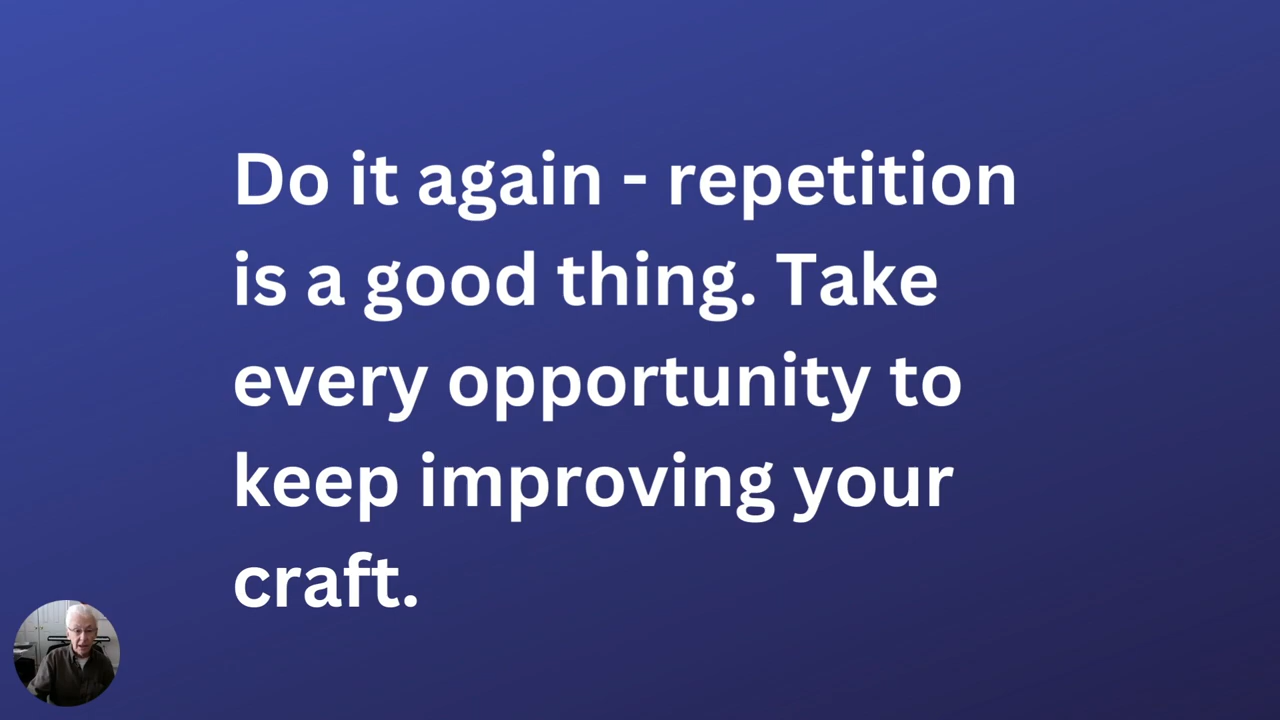 Do it again - repetition
is a good thing. Take
every opportunity to
keep improving your
craft.